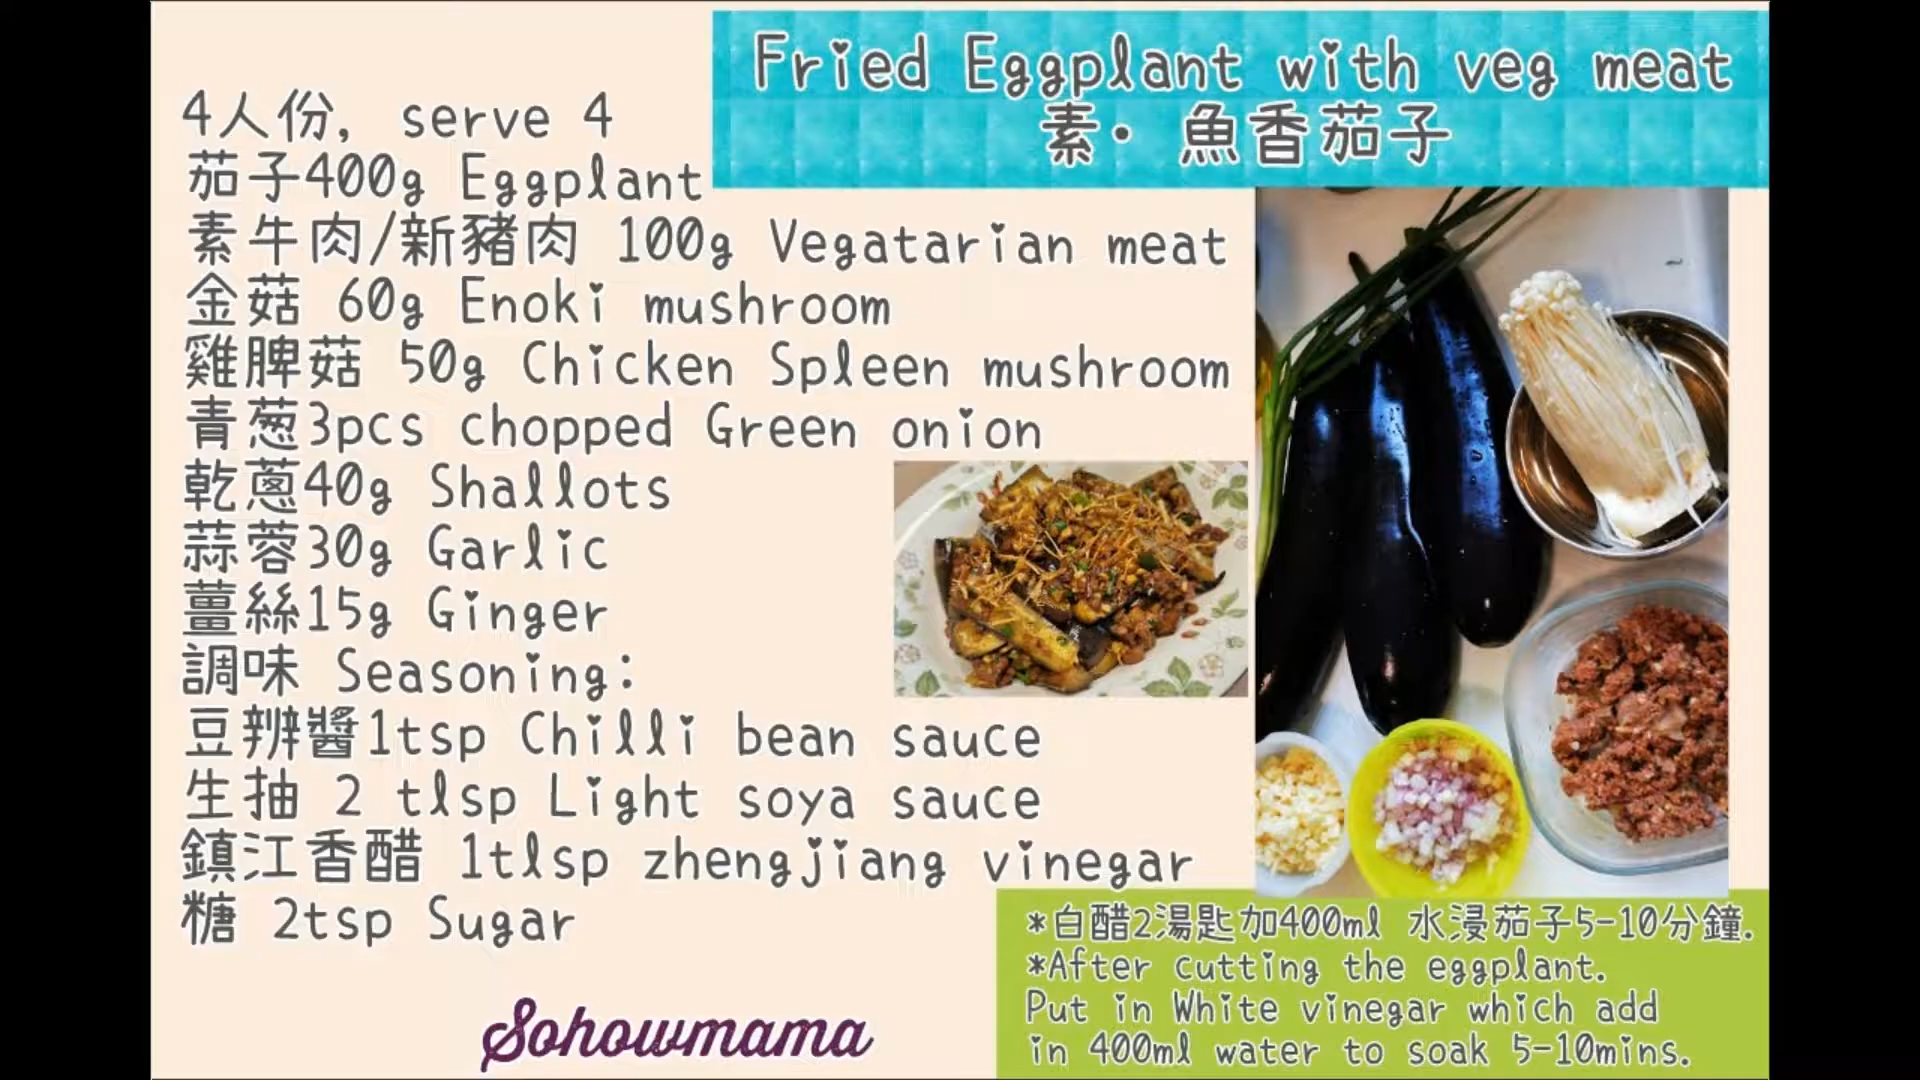 Fried Eggplant with veg meat
素·魚香茄子
4人份, serve 4
茄子400g Eggplant
素牛肉/新豬肉 100g Vegatarian meat
金菇 60g Enoki mushroom
雞脾菇 50g Chicken Spleen mushroom
青葱3pcs chopped Green onion
乾蔥40g Shallots
蒜蓉30g Garlic
薑絲15g Ginger
調味 Seasoning:
豆辦醬1tsp Chilli bean sauce
生抽 2 tlsp Light soya sauce
鎮江香醋 1tlsp zhengjiang vinegar
糖 2tsp Sugar
*白醋2湯匙加400ml 水浸茄子5-10分鐘.
*After cutting the eggplant.
Put in White vinegar which add
in 400ml water to soak 5-10mins.
Sohowmama